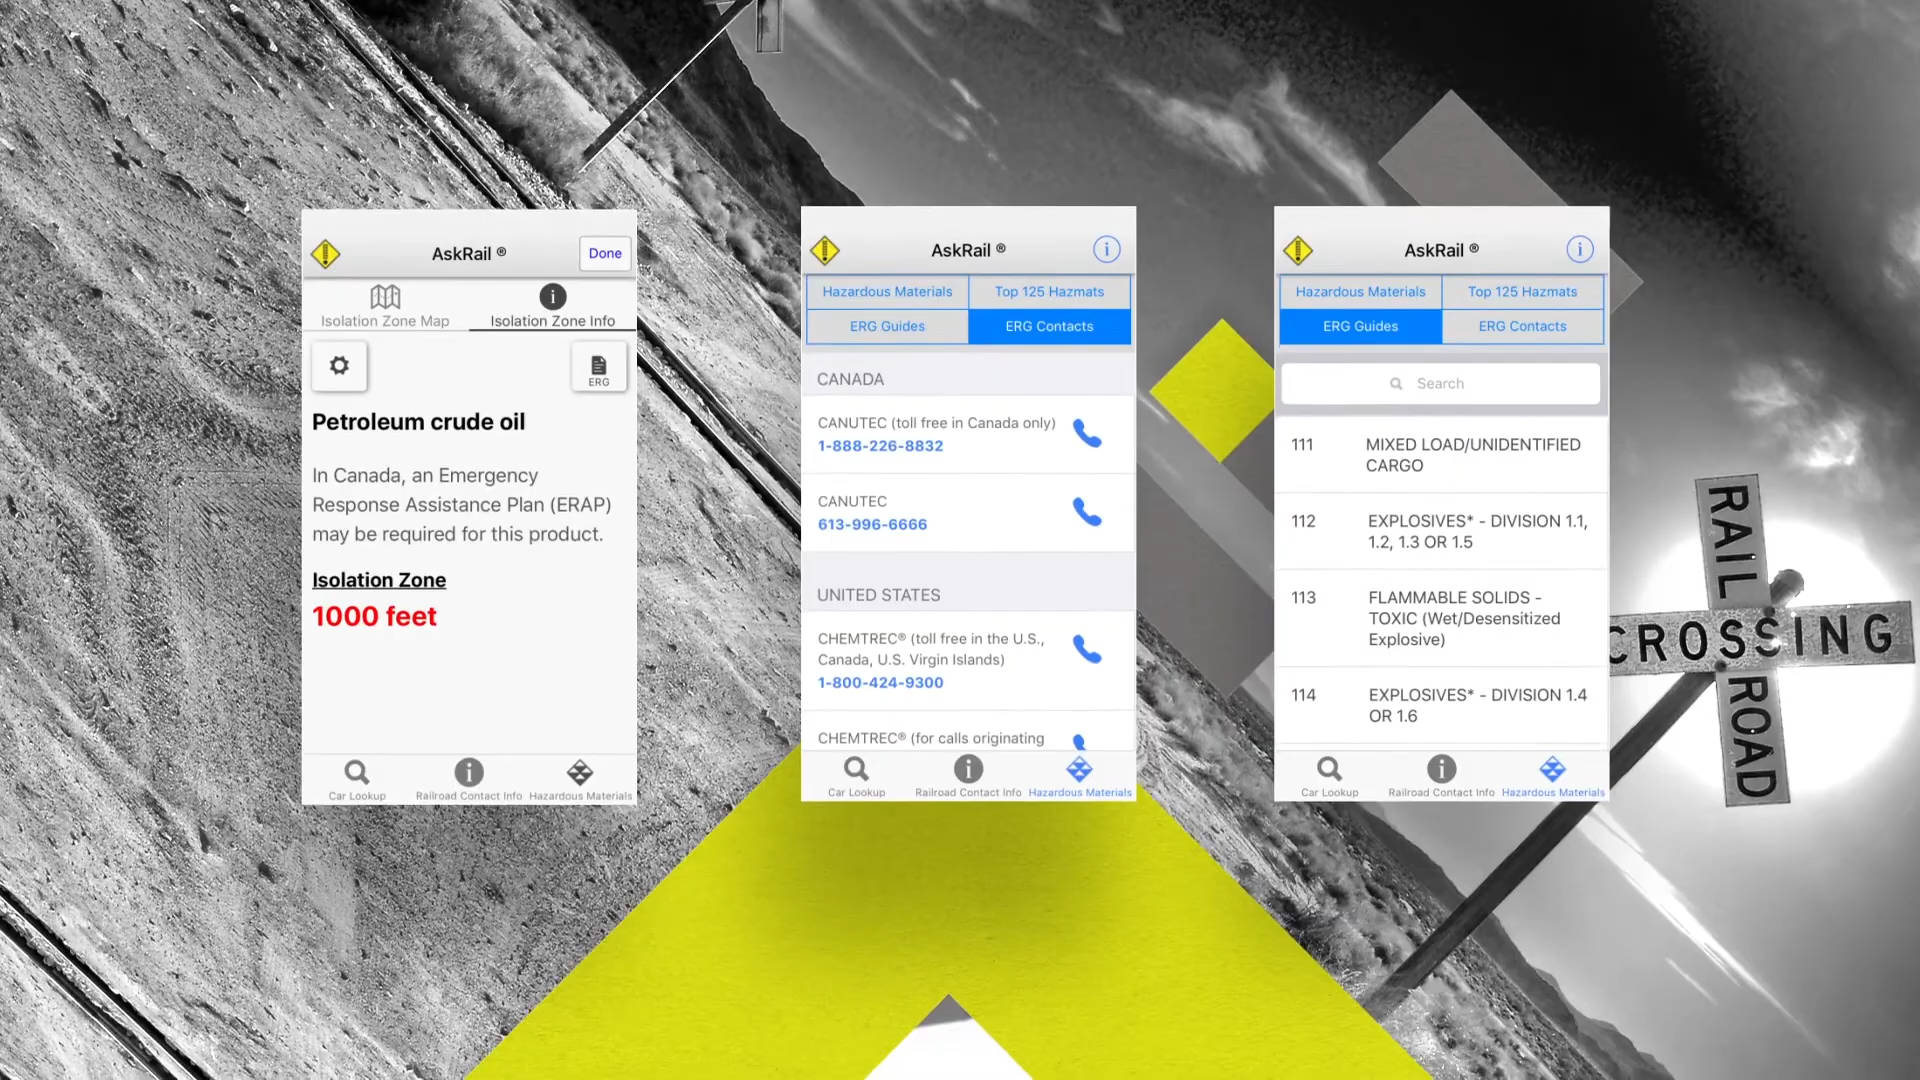 AskRail ®
Done
Isolation Zone Map
Isolation Zone Info
ERG
Petroleum crude oil
In Canada, an Emergency
Response Assistance Plan (ERAP)
may be required for this product.
Isolation Zone
1000 feet
Car Lookup
Railroad Contact Info
Hazardous Materials
AskRail ®
Hazardous Materials
Top 125 Hazmats
ERG Guides
ERG Contacts
CANADA
CANUTEC (toll free in Canada only)
1-888-226-8832
CANUTEC
613-996-6666
UNITED STATES
CHEMTREC® (toll free in the U.S.,
Canada, U.S. Virgin Islands)
1-800-424-9300
CHEMTREC® (for calls originating
Car Lookup
Railroad Contact Info
Hazardous Materials
AskRail ®
Hazardous Materials
Top 125 Hazmats
ERG Guides
ERG Contacts
Search
111 MIXED LOAD/UNIDENTIFIED
CARGO
112 EXPLOSIVES* - DIVISION 1.1,
1.2, 1.3 OR 1.5
113 FLAMMABLE SOLIDS -
TOXIC (Wet/Desensitized
Explosive)
114 EXPLOSIVES* - DIVISION 1.4
OR 1.6
Car Lookup
Railroad Contact Info
Hazardous Materials
RAIL
CROSSING
ROAD